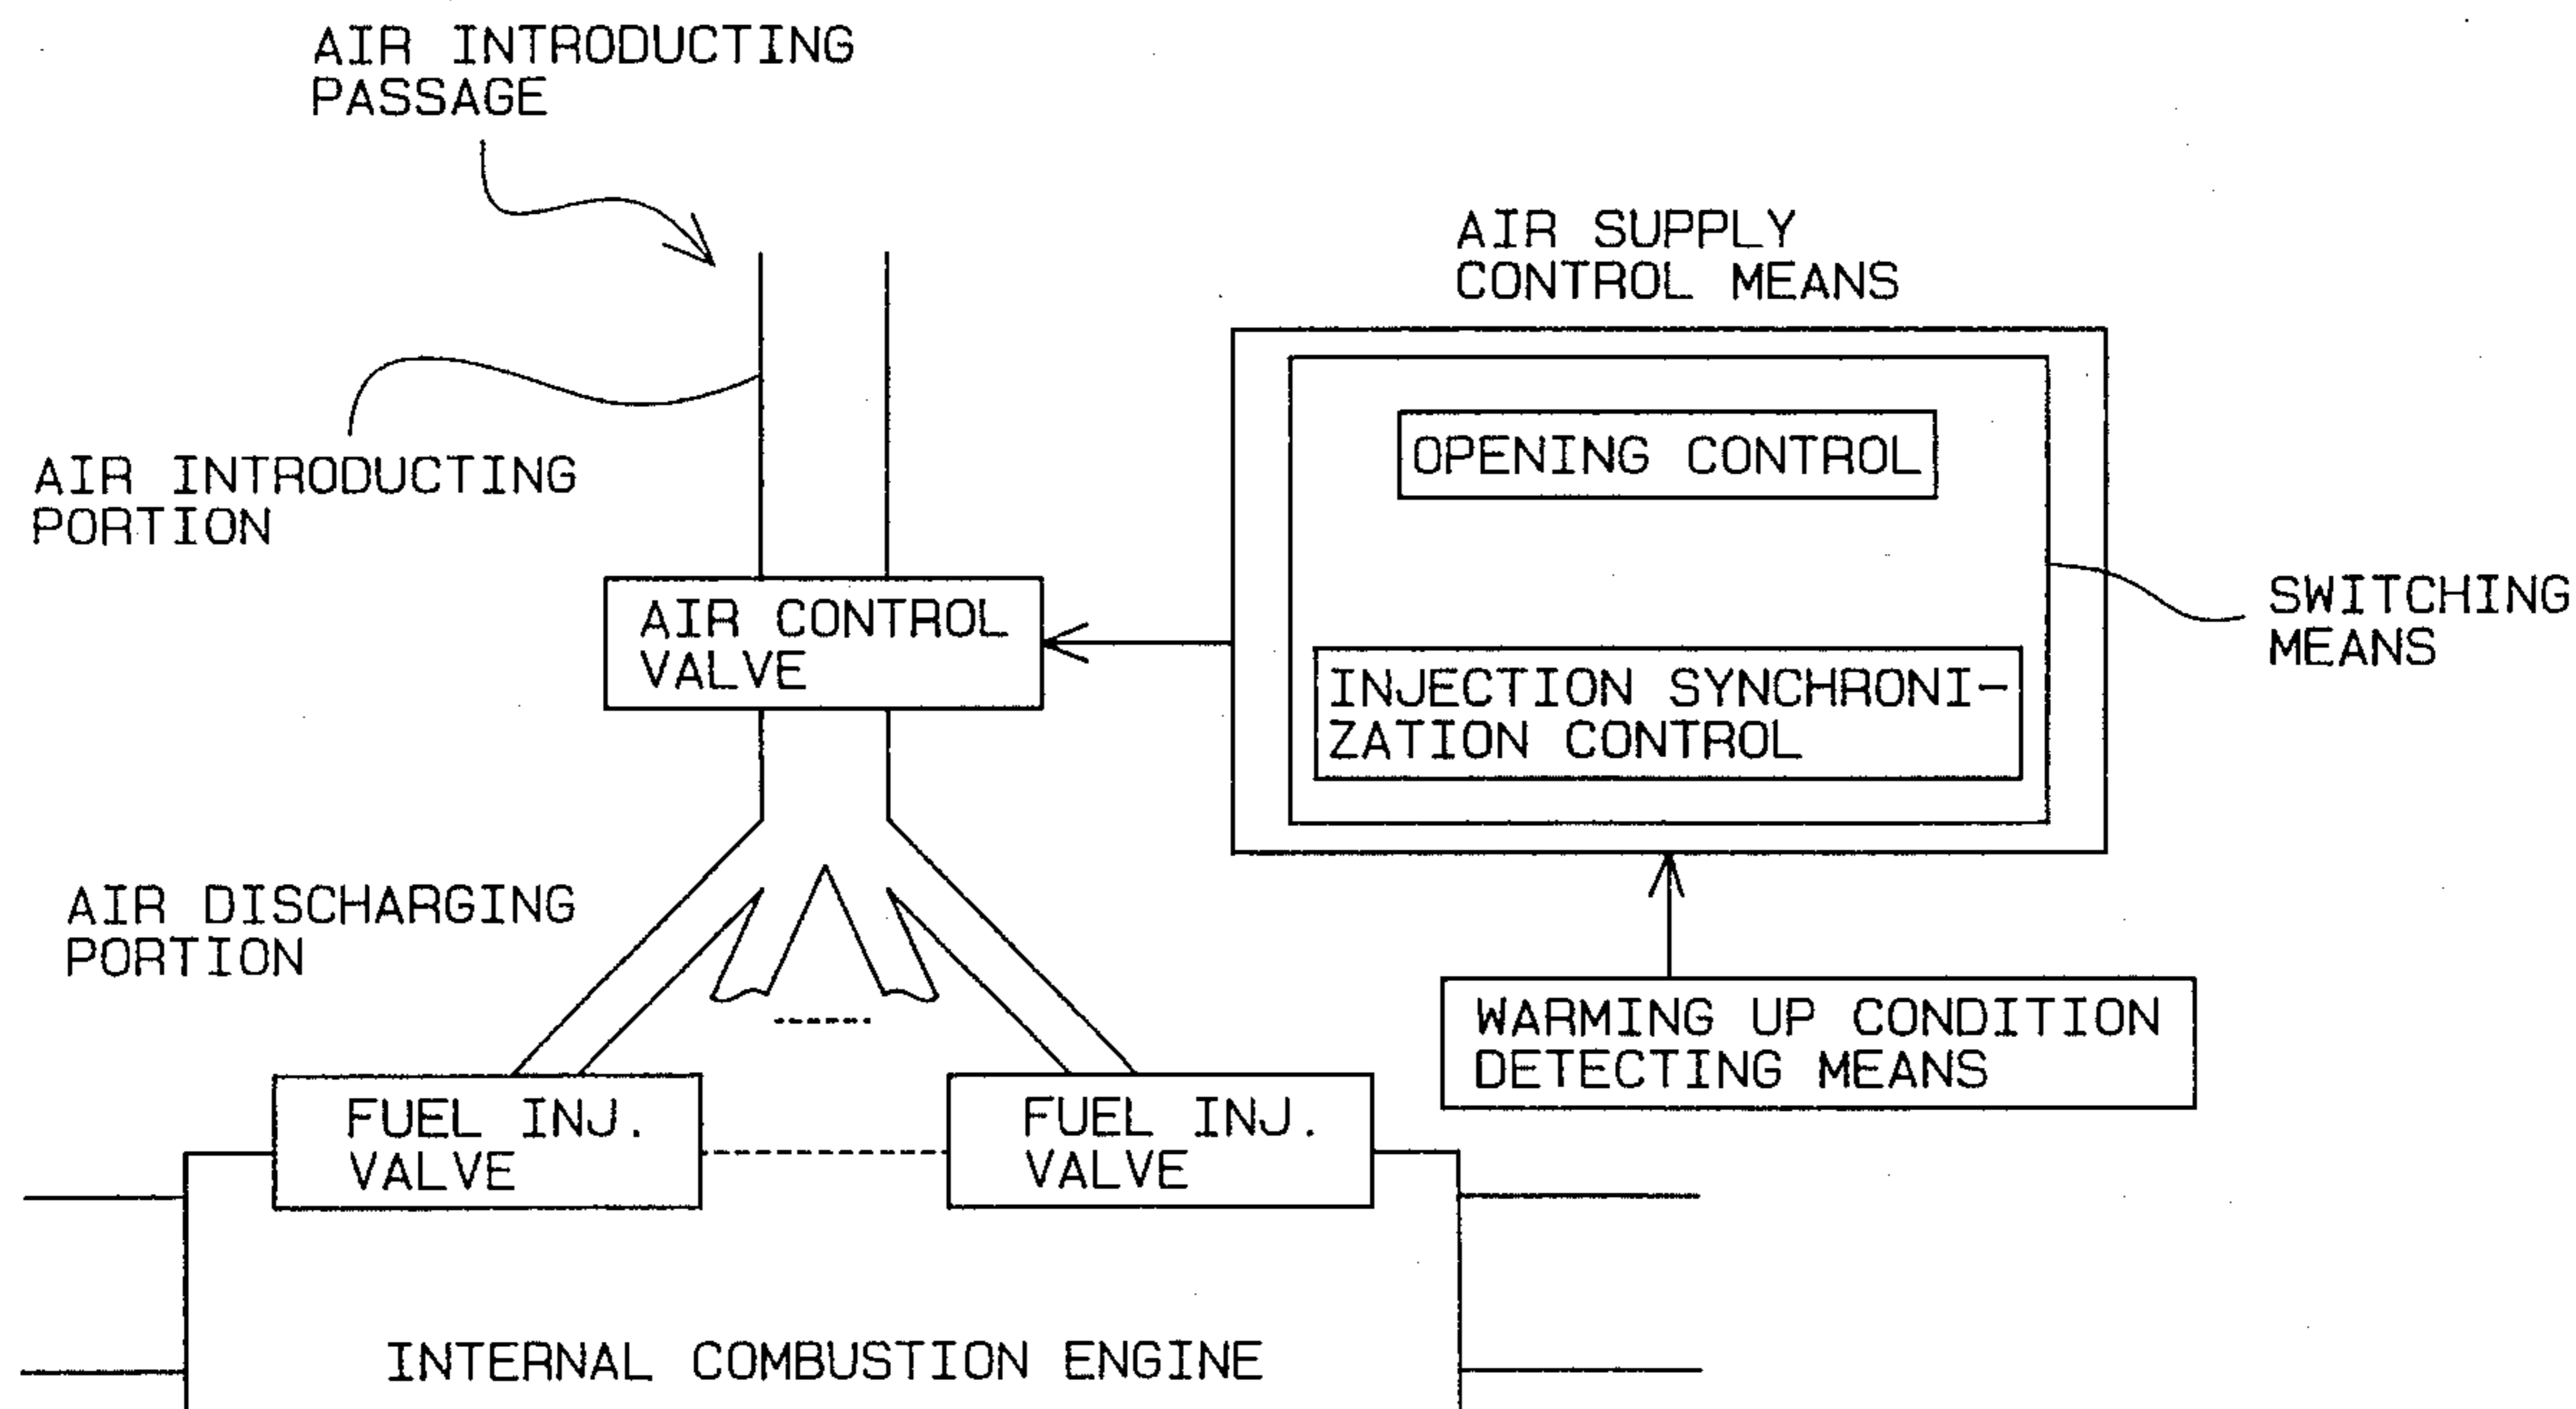 AIR INTRODUCTING
PASSAGE
AIR SUPPLY
CONTROL MEANS
OPENING CONTROL
AIR INTRODUCTING
PORTION
SWITCHING
MEANS
AIR CONTROL
VALVE
INJECTION SYNCHRONI-
ZATION CONTROL
AIR DISCHARGING
PORTION
WARMING UP CONDITION
DETECTING MEANS
FUEL INJ.
VALVE
FUEL INJ.
VALVE
INTERNAL COMBUSTION ENGINE